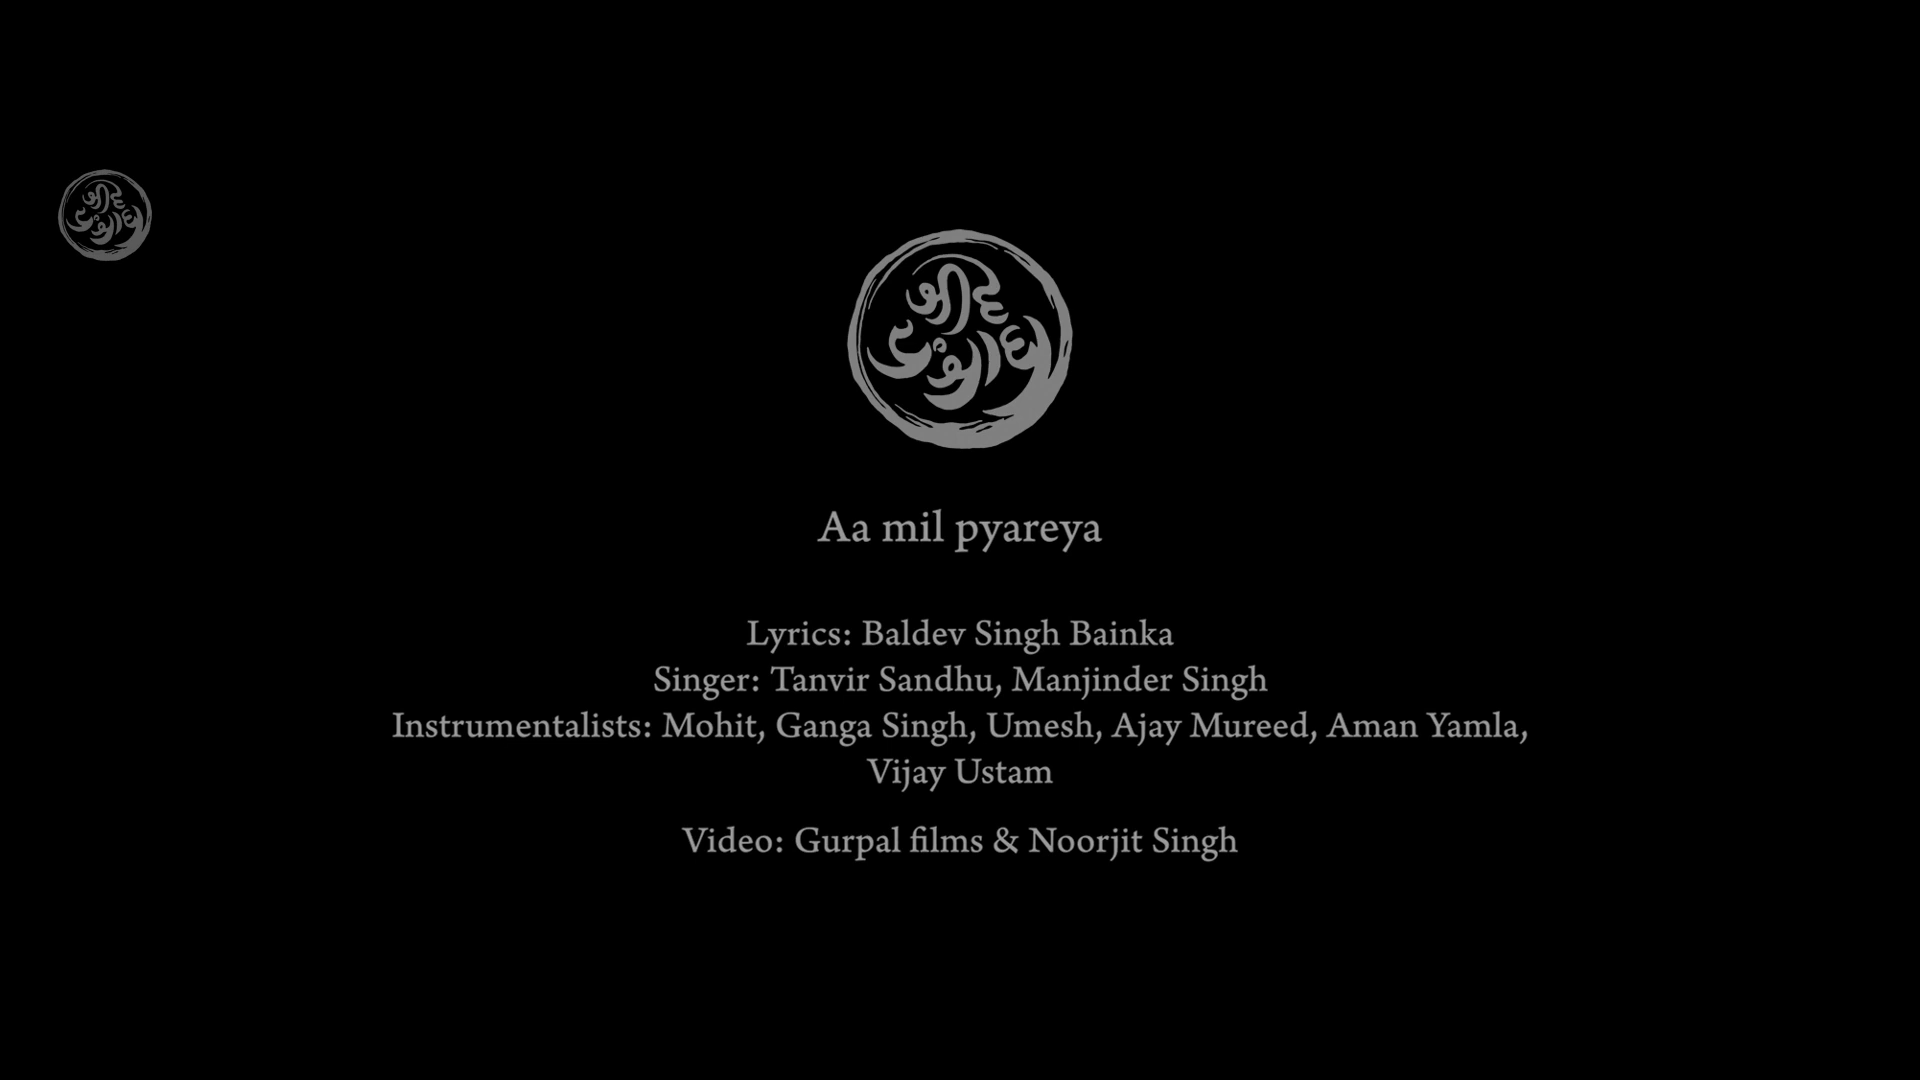 Aa mil pyareya
Lyrics: Baldev Singh Bainka
Singer: Tanvir Sandhu, Manjinder Singh
Instrumentalists: Mohit, Ganga Singh, Umesh, Ajay Mureed, Aman Yamla,
Vijay Ustam
Video: Gurpal films & Noorjit Singh